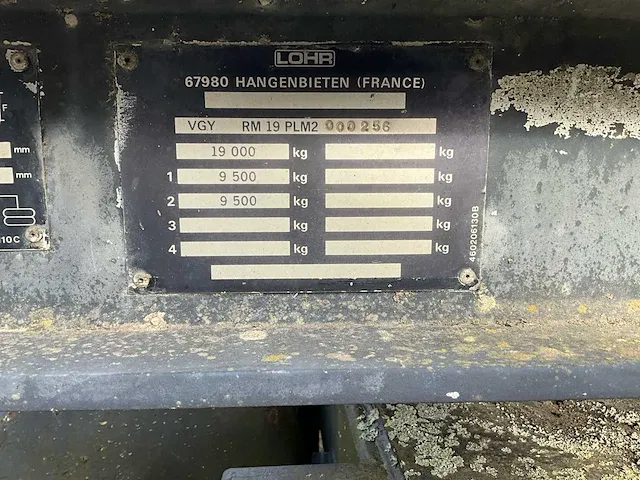 LOHR
67980 HANGENBIETEN (FRANCE)
VGY RM 19 PLM2 000256
19 000 kg kg
1 9 500 kg kg
2 9 500 kg kg
3 kg kg
4 kg kg
460206130B
F
mm
mm